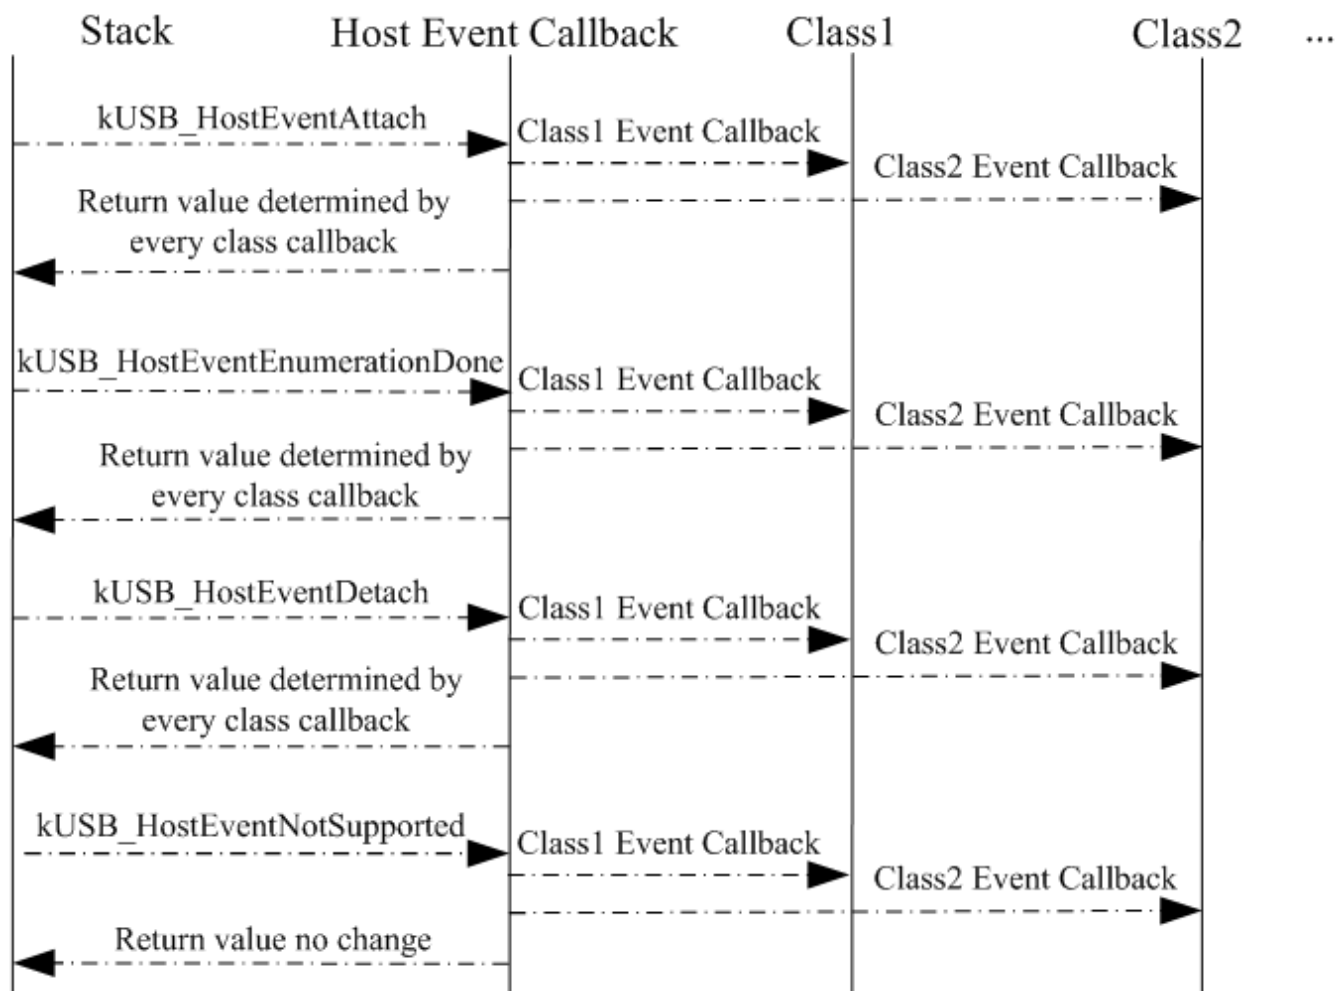 Stack Host Event Callback Class1 Class2 ...
kUSB_HostEventAttach
Class1 Event Callback
Class2 Event Callback
Return value determined by
every class callback
kUSB_HostEventEnumerationDone
Class1 Event Callback
Class2 Event Callback
Return value determined by
every class callback
kUSB_HostEventDetach
Class1 Event Callback
Class2 Event Callback
Return value determined by
every class callback
kUSB_HostEventNotSupported
Class1 Event Callback
Class2 Event Callback
Return value no change